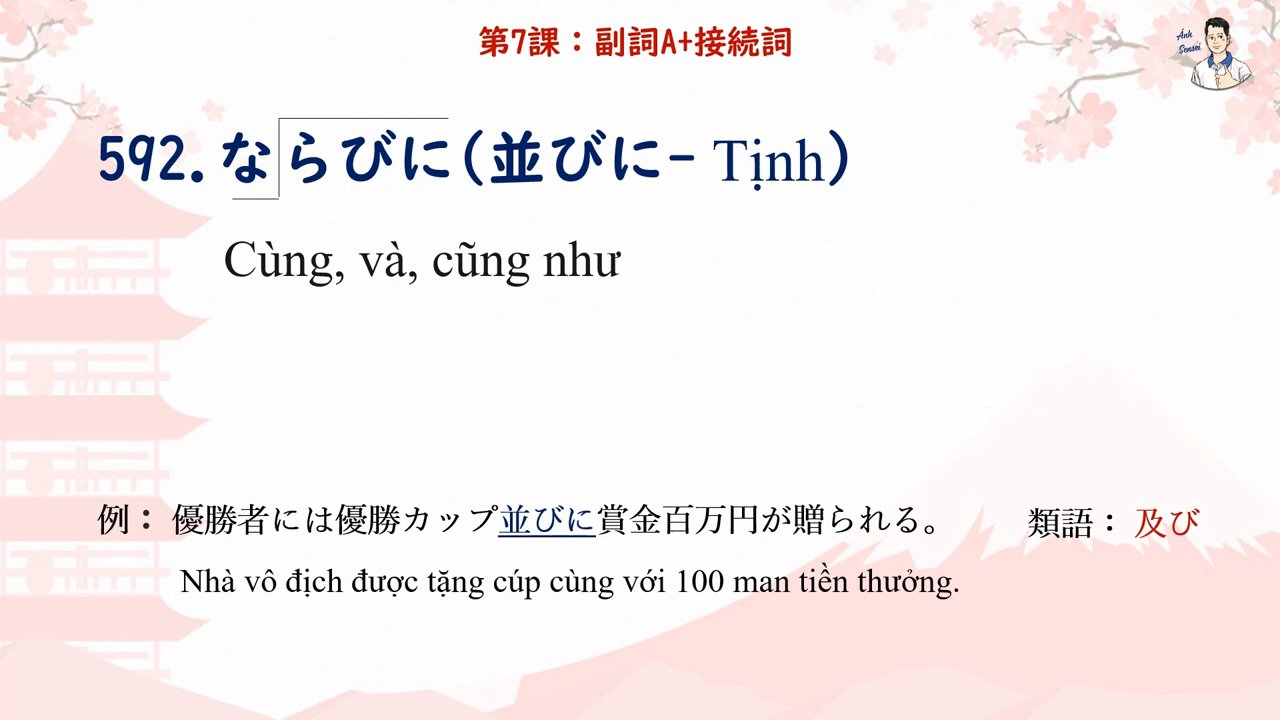 第7課：副詞A+接続詞
Anh
Sensei
592.ならびに(並びに- Tịnh)
Cùng, và, cũng như
例： 優勝者には優勝カップ並びに賞金百万円が贈られる。
類語： 及び
Nhà vô địch được tặng cúp cùng với 100 man tiền thưởng.